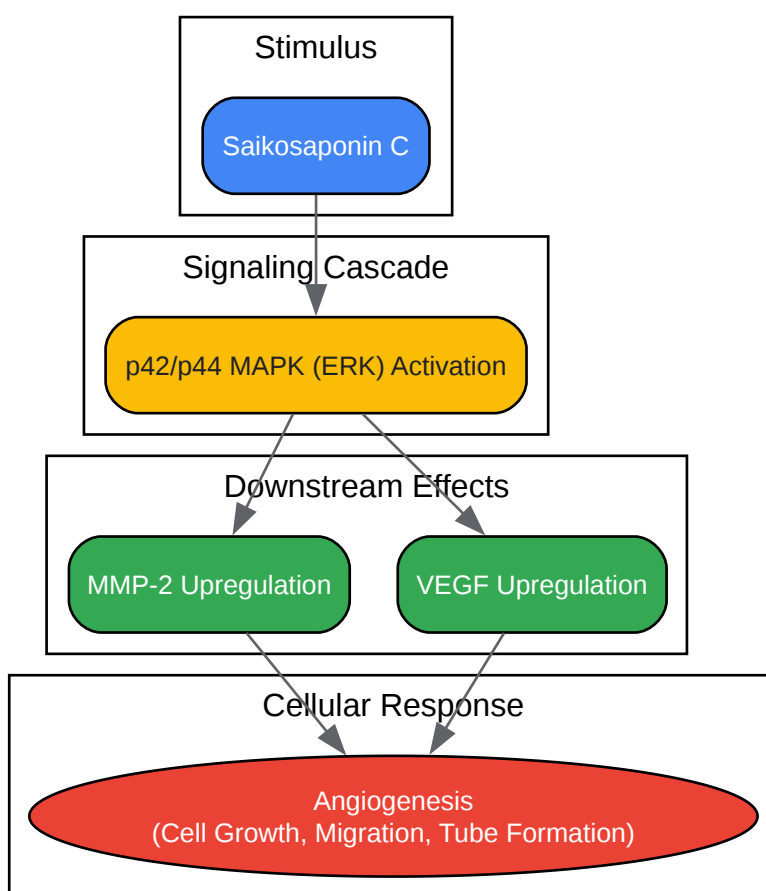 Stimulus
Saikosaponin C
Signaling Cascade
p42/p44 MAPK (ERK) Activation
Downstream Effects
MMP-2 Upregulation
VEGF Upregulation
Cellular Response
Angiogenesis
(Cell Growth, Migration, Tube Formation)